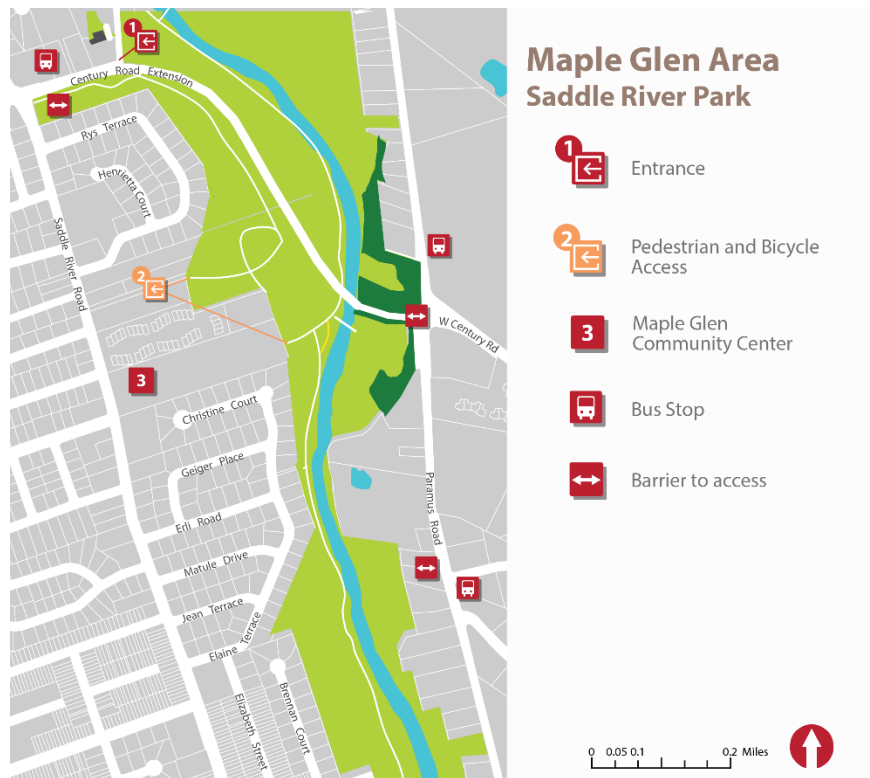 1
Century Road Extension
Rys Terrace
Henrietta Court
Saddle River Road
2
W Century Rd
3
Christine Court
Geiger Place
Paramus Road
Erli Road
Matule Drive
Jean Terrace
Elaine Terrace
Elizabeth Street
Brennan Court
Maple Glen Area
Saddle River Park
1
Entrance
2
Pedestrian and Bicycle
Access
3
Maple Glen
Community Center
Bus Stop
Barrier to access
0 0.05 0.1 0.2 Miles